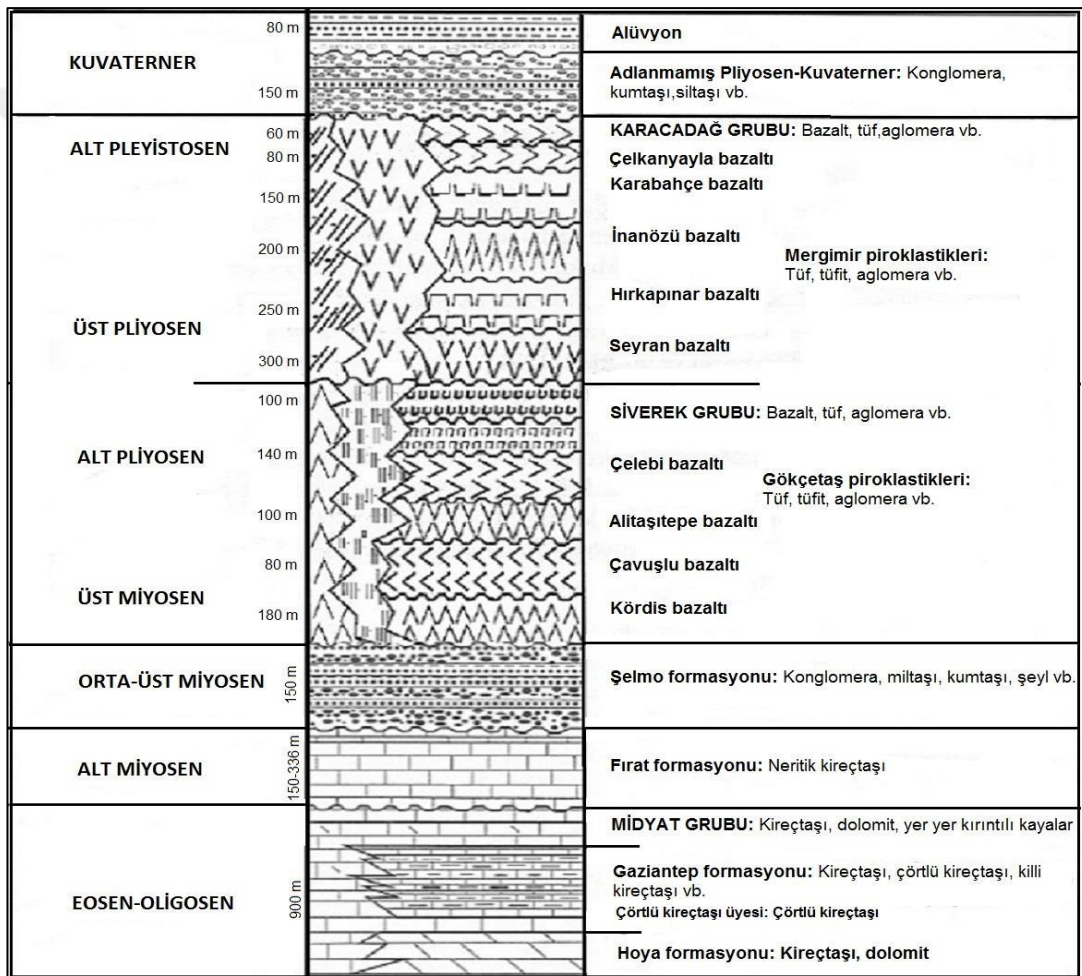 KUVATERNER
80 m
150 m
Alüvyon
Adlanmamış Pliyosen-Kuvaterner: Konglomera,
kumtaşı,siltaşı vb.
ALT PLEYİSTOSEN
ÜST PLİYOSEN
60 m
80 m
150 m
200 m
250 m
300 m
KARACADAĞ GRUBU: Bazalt, tüf,aglomera vb.
Çelkanyayla bazaltı
Karabahçe bazaltı
İnanözü bazaltı
Mergimir piroklastikleri:
Tüf, tüfit, aglomera vb.
Hırkapınar bazaltı
Seyran bazaltı
ALT PLİYOSEN
ÜST MİYOSEN
100 m
140 m
100 m
80 m
180 m
SİVEREK GRUBU: Bazalt, tüf, aglomera vb.
Çelebi bazaltı
Gökçetaş piroklastikleri:
Tüf, tüfit, aglomera vb.
Alitaşıtepe bazaltı
Çavuşlu bazaltı
Kördis bazaltı
ORTA-ÜST MİYOSEN
150 m
Şelmo formasyonu: Konglomera, miltaşı, kumtaşı, şeyl vb.
ALT MİYOSEN
150-336 m
Fırat formasyonu: Neritik kireçtaşı
EOSEN-OLİGOSEN
900 m
MİDYAT GRUBU: Kireçtaşı, dolomit, yer yer kırıntılı kayalar
Gaziantep formasyonu: Kireçtaşı, çörtlü kireçtaşı, killi
kireçtaşı vb.
Çörtlü kireçtaşı üyesi: Çörtlü kireçtaşı
Hoya formasyonu: Kireçtaşı, dolomit